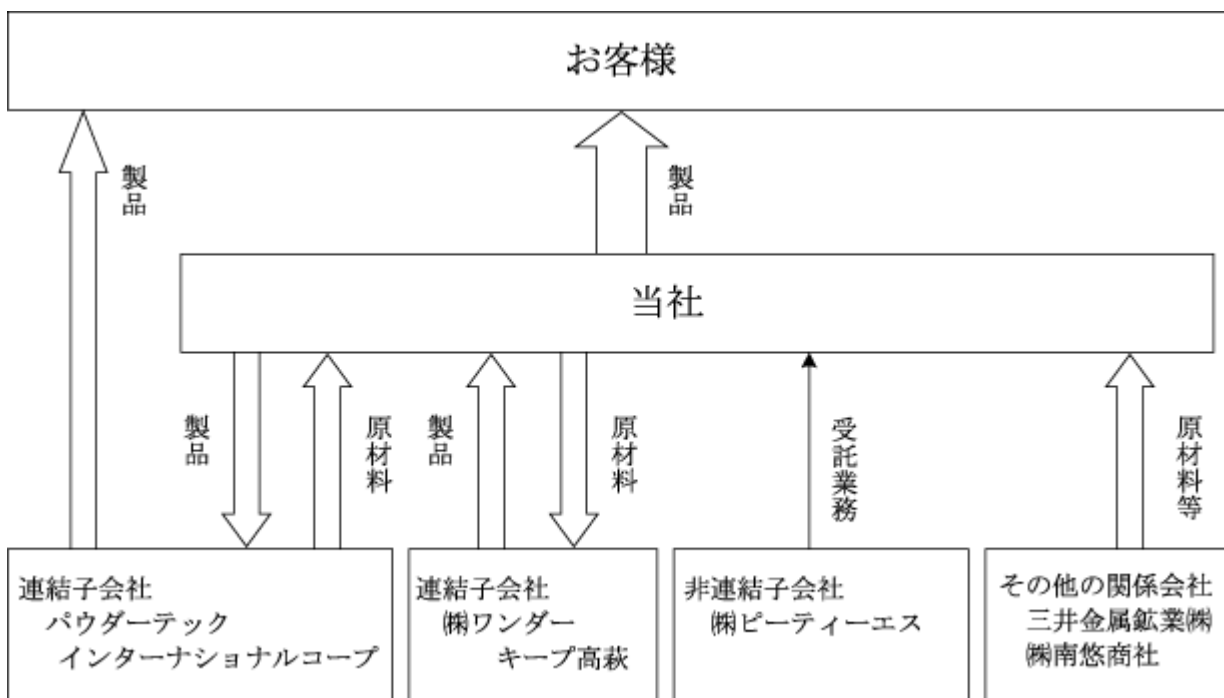 お客様
製品
製品
当社
製品
原材料
製品
原材料
受託業務
原材料等
連結子会社
パウダーテック
インターナショナルコープ
連結子会社
㈱ワンダー
キープ高萩
非連結子会社
㈱ピーティーエス
その他の関係会社
三井金属鉱業㈱
㈱南悠商社